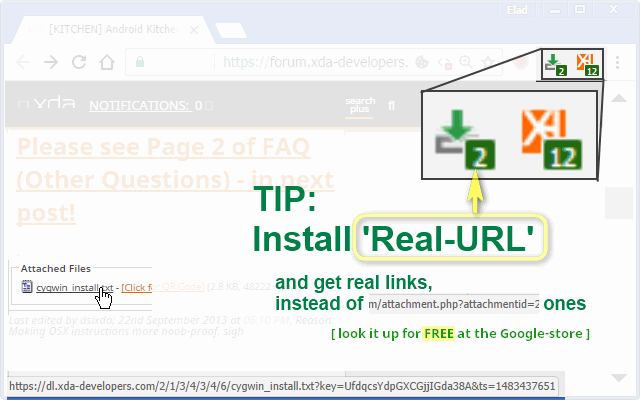 Elad
[KITCHEN] Android Kitche
https://forum.xda-developers.
2 12
xda NOTIFICATIONS: 0
search
plus
fl
2 12
Please see Page 2 of FAQ
(Other Questions) - in next
post!
TIP:
Install 'Real-URL'
Attached Files
cygwin_install.txt - [Click for QR Code] (2.8 KB, 48222
and get real links,
instead of m/attachment.php?attachmentid=2 ones
Last edited by dsixda; 22nd September 2013 at 06:10 PM. Reason:
Making OSX instructions more noob-proof. sigh
[ look it up for FREE at the Google-store ]
https://dl.xda-developers.com/2/1/3/4/3/4/6/cygwin_install.txt?key=UfdqcsYdpGXCGjjIGda38A&ts=1483437651